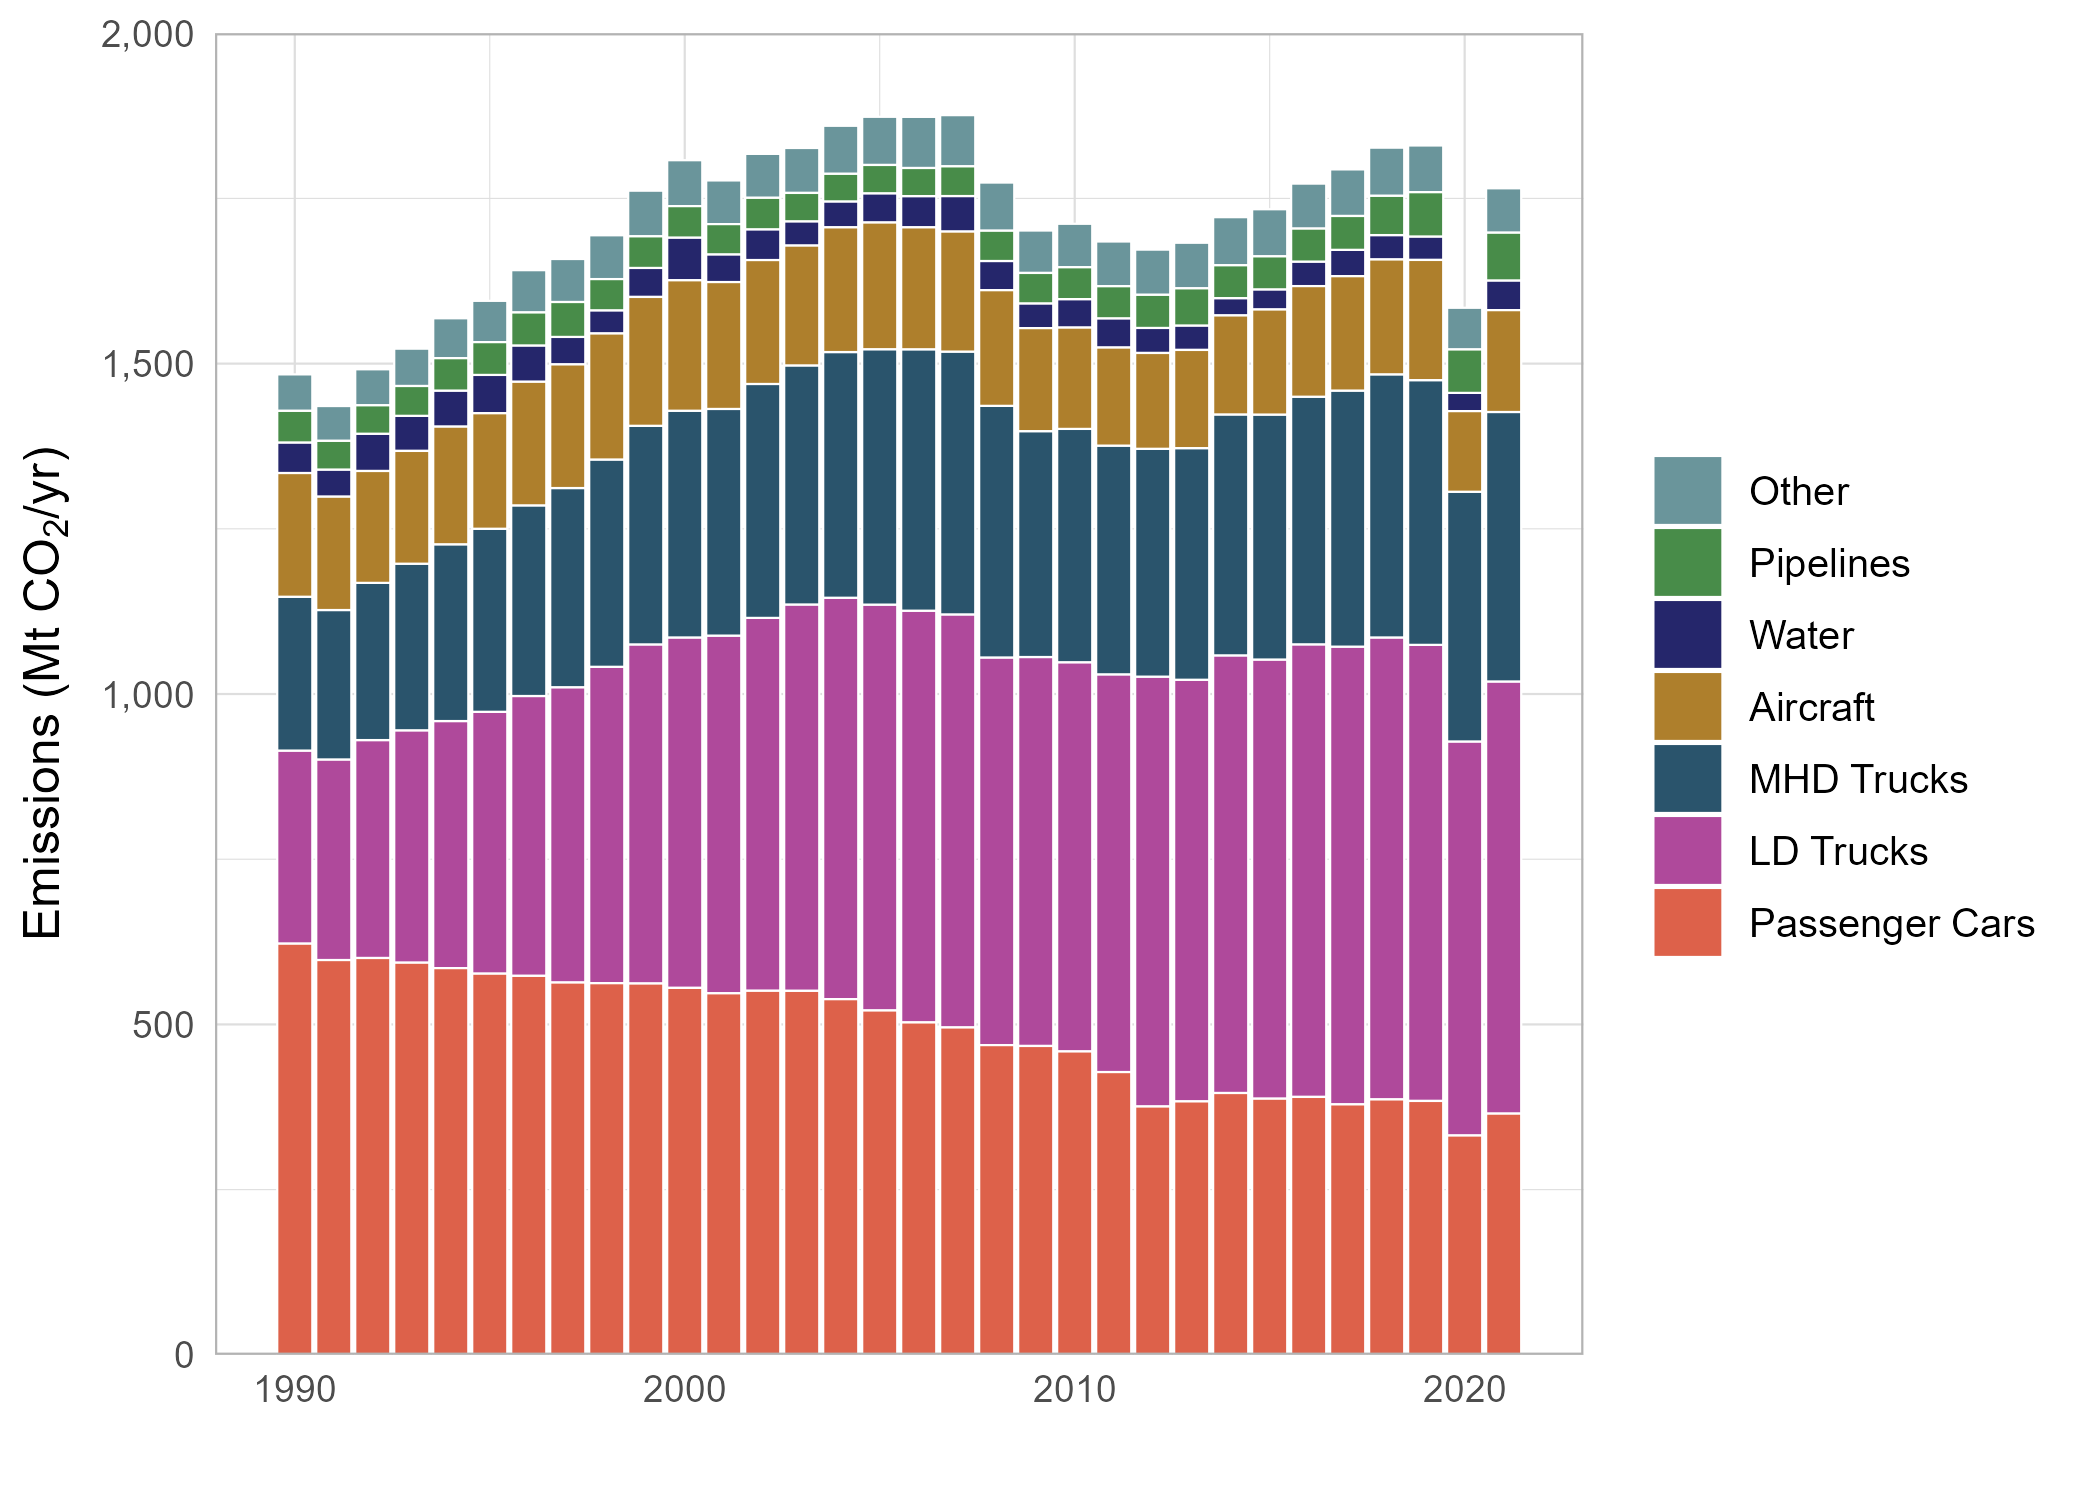 Emissions (Mt CO₂/yr)
2,000
1,500
1,000
500
0
1990
2000
2010
2020
Other
Pipelines
Water
Aircraft
MHD Trucks
LD Trucks
Passenger Cars